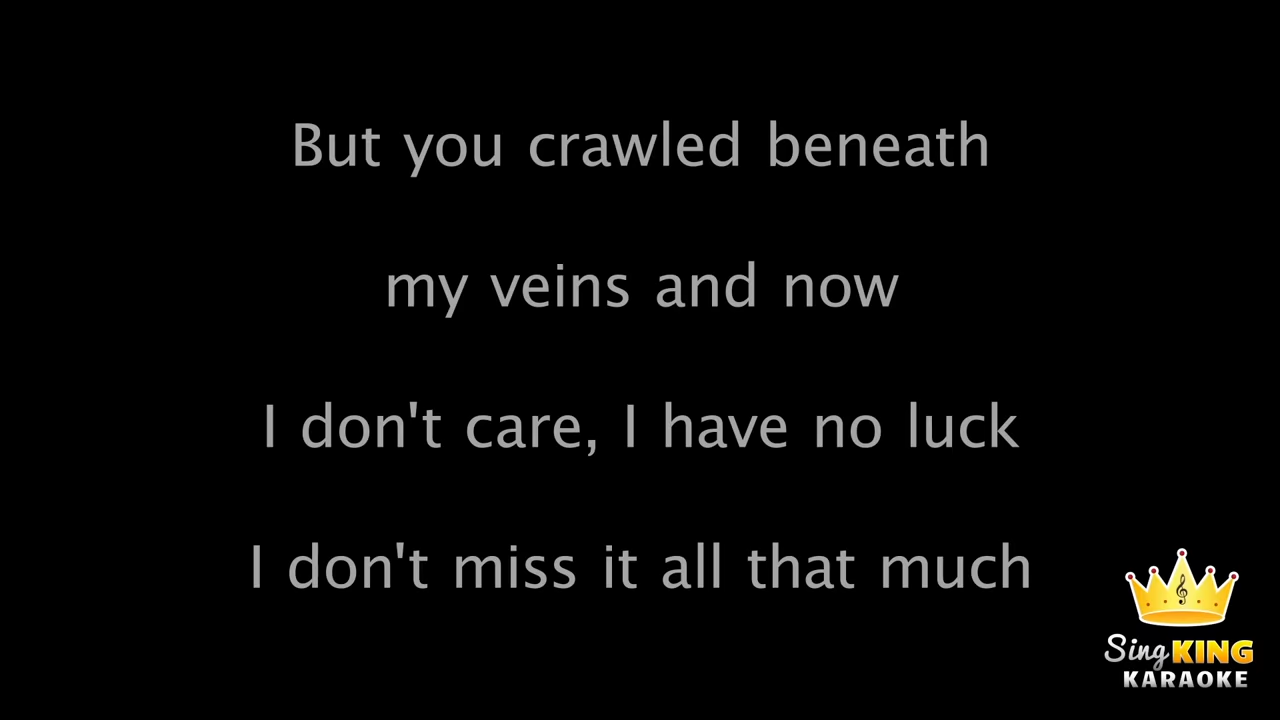 But you crawled beneath
my veins and now
I don't care, I have no luck
I don't miss it all that much
Sing KING
KARAOKE